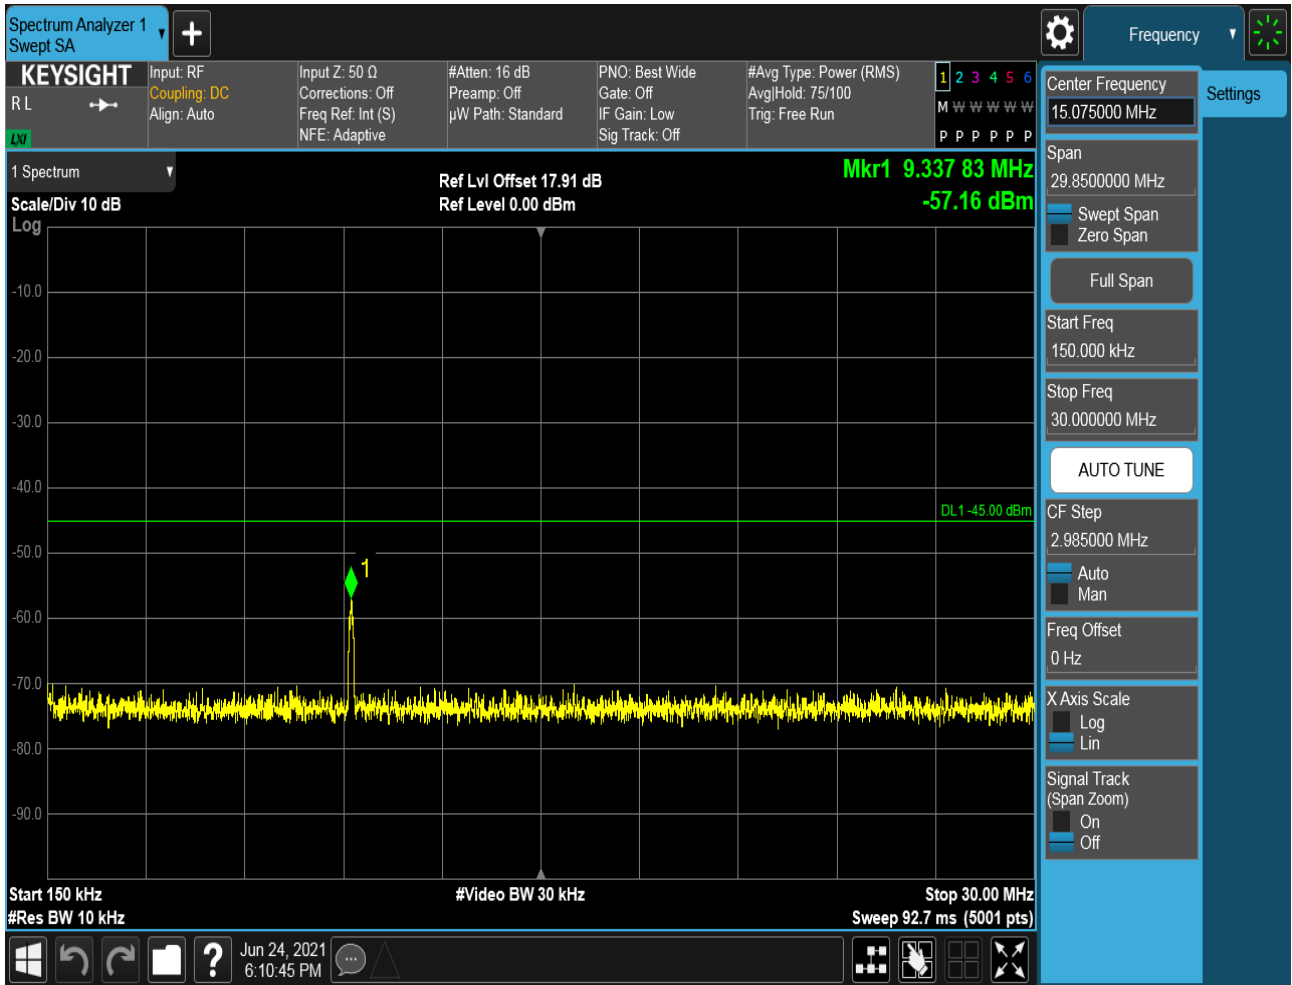 Spectrum Analyzer 1
Swept SA
Frequency
KEYSIGHT
R L
LXI
Input: RF
Coupling: DC
Align: Auto
Input Z: 50 Ω
Corrections: Off
Freq Ref: Int (S)
NFE: Adaptive
#Atten: 16 dB
Preamp: Off
µW Path: Standard
PNO: Best Wide
Gate: Off
IF Gain: Low
Sig Track: Off
#Avg Type: Power (RMS)
Avg|Hold: 75/100
Trig: Free Run
1 2 3 4 5 6
M W W W W W
P P P P P P
1 Spectrum
Scale/Div 10 dB
Log
Ref Lvl Offset 17.91 dB
Ref Level 0.00 dBm
Mkr1 9.337 83 MHz
-57.16 dBm
-10.0
-20.0
-30.0
-40.0
DL1 -45.00 dBm
-50.0
1
-60.0
-70.0
-80.0
-90.0
Start 150 kHz
#Res BW 10 kHz
#Video BW 30 kHz
Stop 30.00 MHz
Sweep 92.7 ms (5001 pts)
?
Jun 24, 2021
6:10:45 PM
Center Frequency
15.075000 MHz
Settings
Span
29.8500000 MHz
Swept Span
Zero Span
Full Span
Start Freq
150.000 kHz
Stop Freq
30.000000 MHz
AUTO TUNE
CF Step
2.985000 MHz
Auto
Man
Freq Offset
0 Hz
X Axis Scale
Log
Lin
Signal Track
(Span Zoom)
On
Off